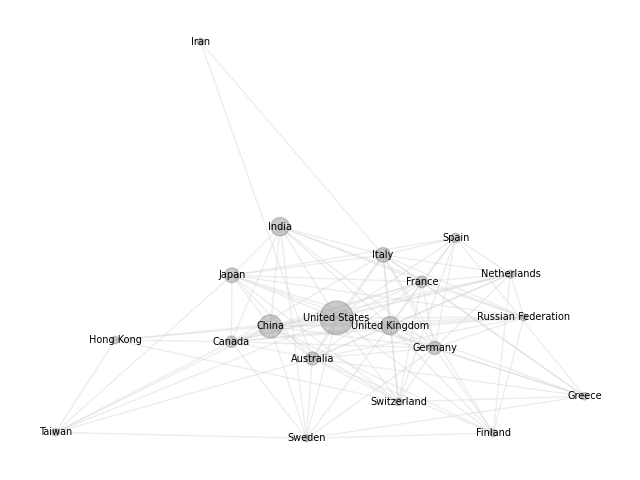 Iran
India
Spain
Italy
Japan
Netherlands
France
United States
Russian Federation
China
United Kingdom
Hong Kong
Canada
Germany
Australia
Greece
Switzerland
Taiwan
Finland
Sweden